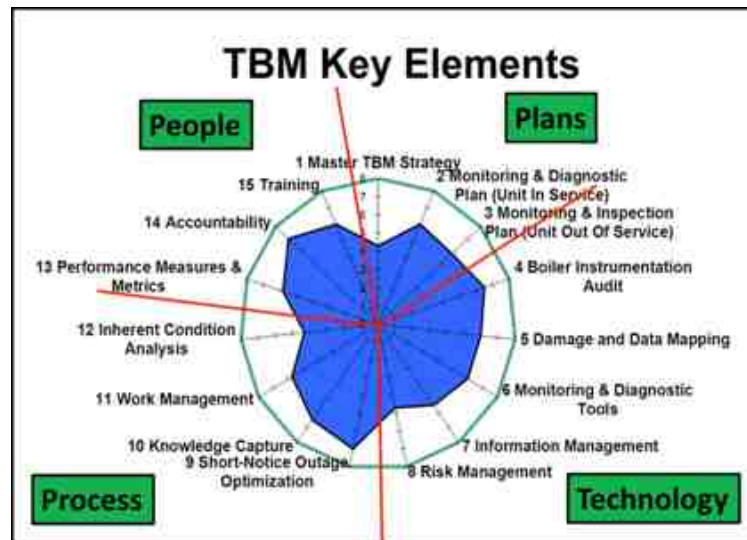 TBM Key Elements
People
Plans
1 Master TBM Strategy
2 Monitoring & Diagnostic
Plan (Unit In Service)
3 Monitoring & Inspection
Plan (Unit Out Of Service)
4 Boiler Instrumentation
Audit
5 Damage and Data Mapping
6 Monitoring & Diagnostic
Tools
7 Information Management
8 Risk Management
9 Short-Notice Outage
Optimization
10 Knowledge Capture
11 Work Management
12 Inherent Condition
Analysis
13 Performance Measures &
Metrics
14 Accountability
15 Training
Process
Technology